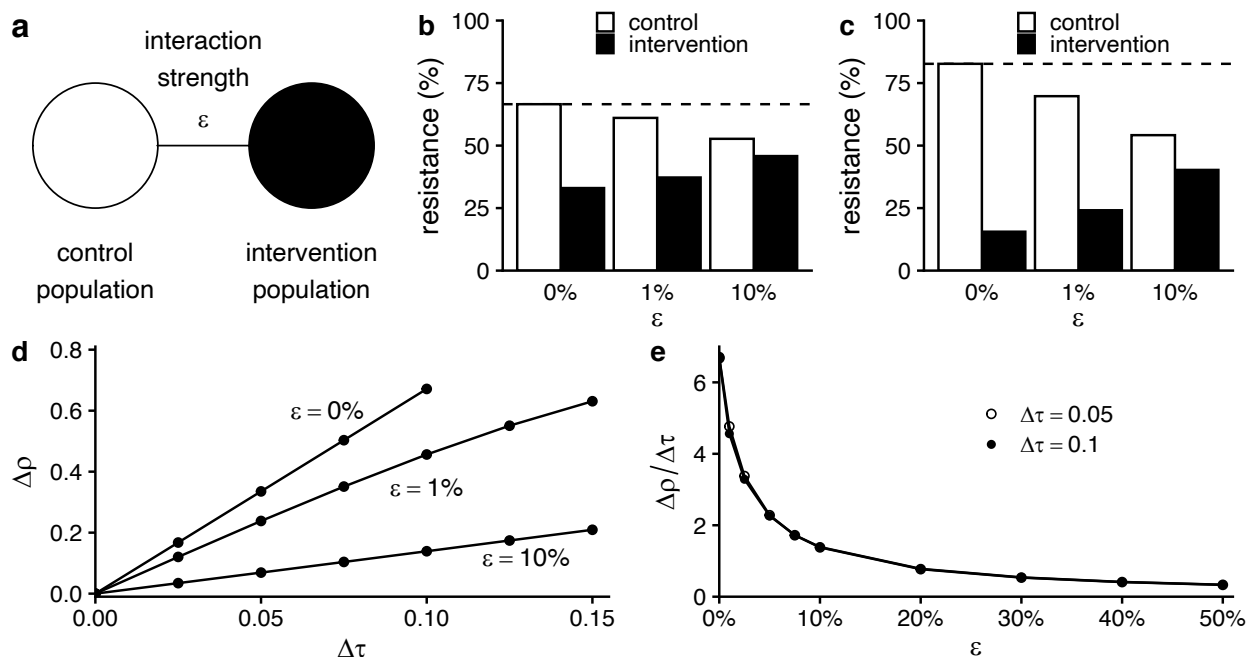 a
interaction
strength
ε
control
population
intervention
population
b
control
intervention
resistance (%)
100
75
50
25
0
0% 1% 10%
ε
c
control
intervention
resistance (%)
100
75
50
25
0
0% 1% 10%
ε
d
Δρ
0.8
0.6
0.4
0.2
0.0
ε = 0%
ε = 1%
ε = 10%
0.00 0.05 0.10 0.15
Δτ
e
Δρ / Δτ
6
4
2
0
Δτ = 0.05
Δτ = 0.1
0% 10% 20% 30% 40% 50%
ε